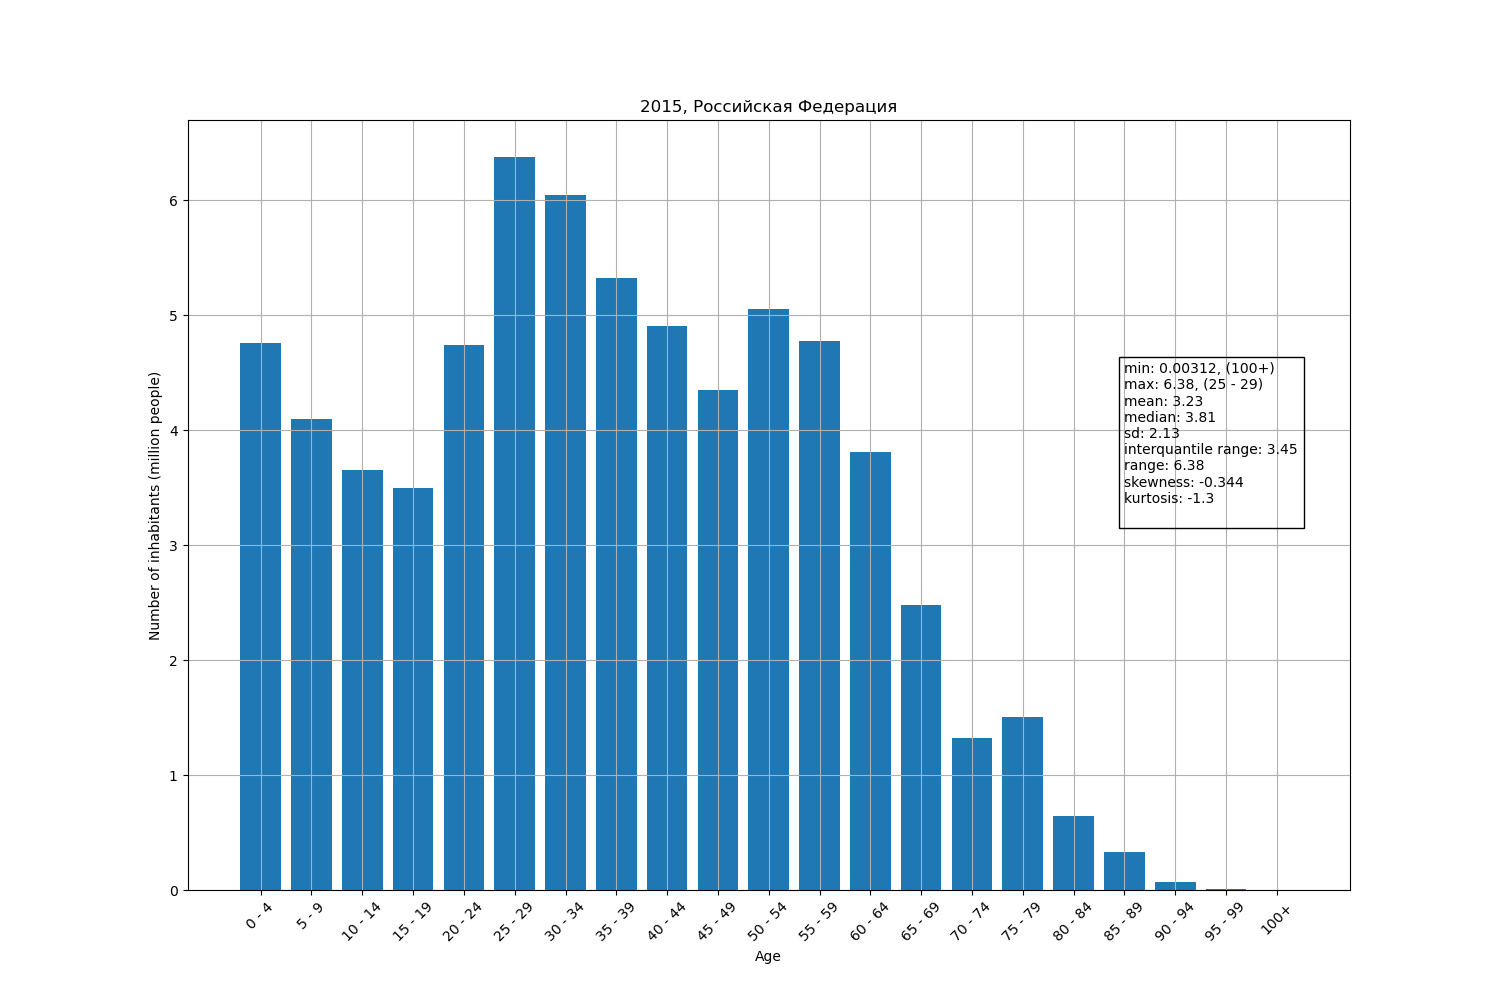 2015, Российская Федерация
Number of inhabitants (million people)
6
5
4
3
2
1
0
min: 0.00312, (100+)
max: 6.38, (25 - 29)
mean: 3.23
median: 3.81
sd: 2.13
interquantile range: 3.45
range: 6.38
skewness: -0.344
kurtosis: -1.3
0 - 4
5 - 9
10 - 14
15 - 19
20 - 24
25 - 29
30 - 34
35 - 39
40 - 44
45 - 49
50 - 54
55 - 59
60 - 64
65 - 69
70 - 74
75 - 79
80 - 84
85 - 89
90 - 94
95 - 99
100+
Age